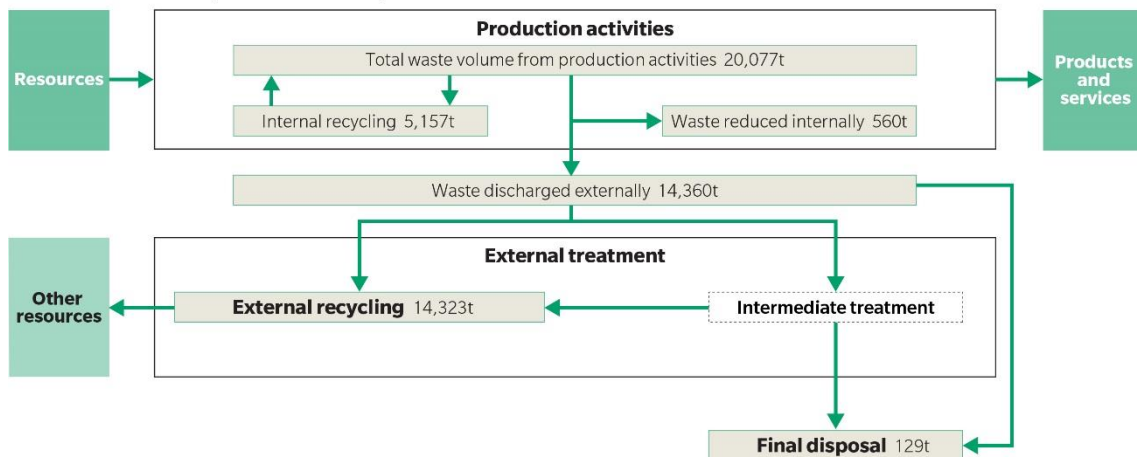 Production activities
Total waste volume from production activities 20,077t
Resources
Products
and
services
Internal recycling 5,157t
Waste reduced internally 560t
Waste discharged externally 14,360t
External treatment
Other
resources
External recycling 14,323t
Intermediate treatment
Final disposal 129t